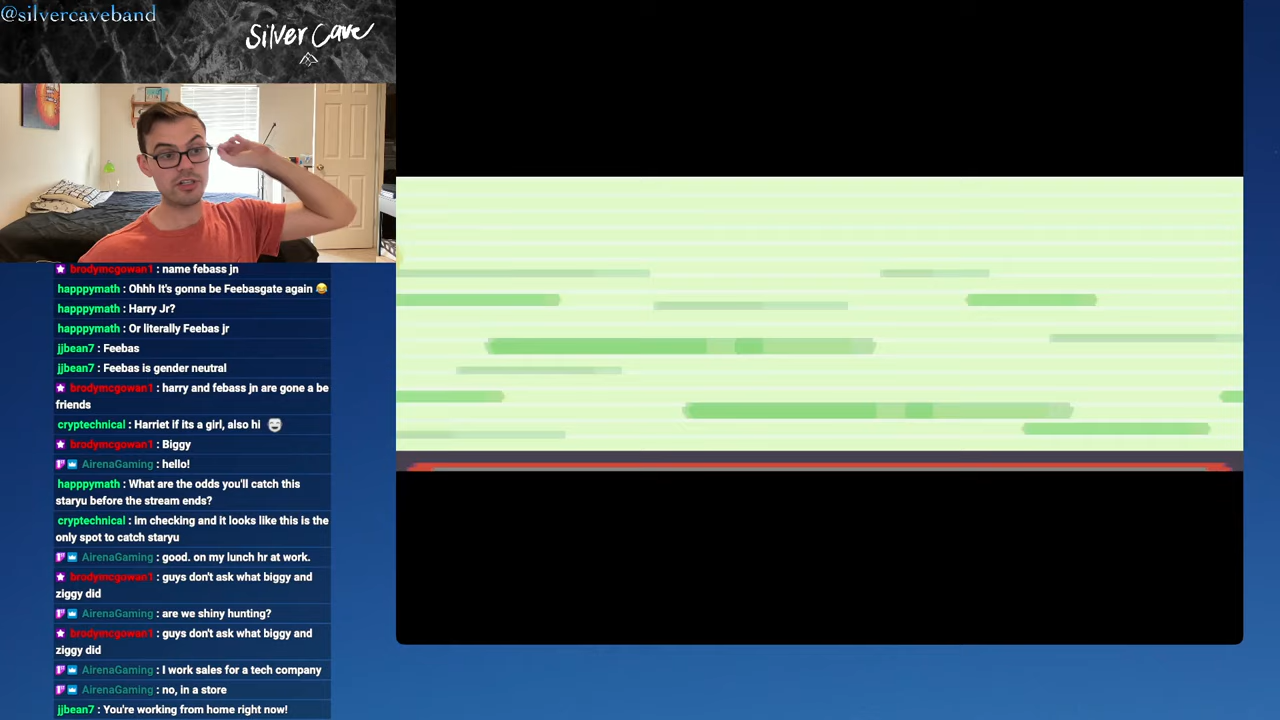 @silvercaveband
Silver Cave
brodymcgowan1 : name febass jn
happpymath : Ohhh It's gonna be Feebasgate again 😂
happpymath : Harry Jr?
happpymath : Or literally Feebas jr
jjbean7 : Feebas
jjbean7 : Feebas is gender neutral
brodymcgowan1 : harry and febass jn are gone a be
friends
cryptechnical : Harriet if its a girl, also hi
brodymcgowan1 : Biggy
AirenaGaming : hello!
happpymath : What are the odds you'll catch this
staryu before the stream ends?
cryptechnical : im checking and it looks like this is the
only spot to catch staryu
AirenaGaming : good. on my lunch hr at work.
brodymcgowan1 : guys don't ask what biggy and
ziggy did
AirenaGaming : are we shiny hunting?
brodymcgowan1 : guys don't ask what biggy and
ziggy did
AirenaGaming : I work sales for a tech company
AirenaGaming : no, in a store
jjbean7 : You're working from home right now!